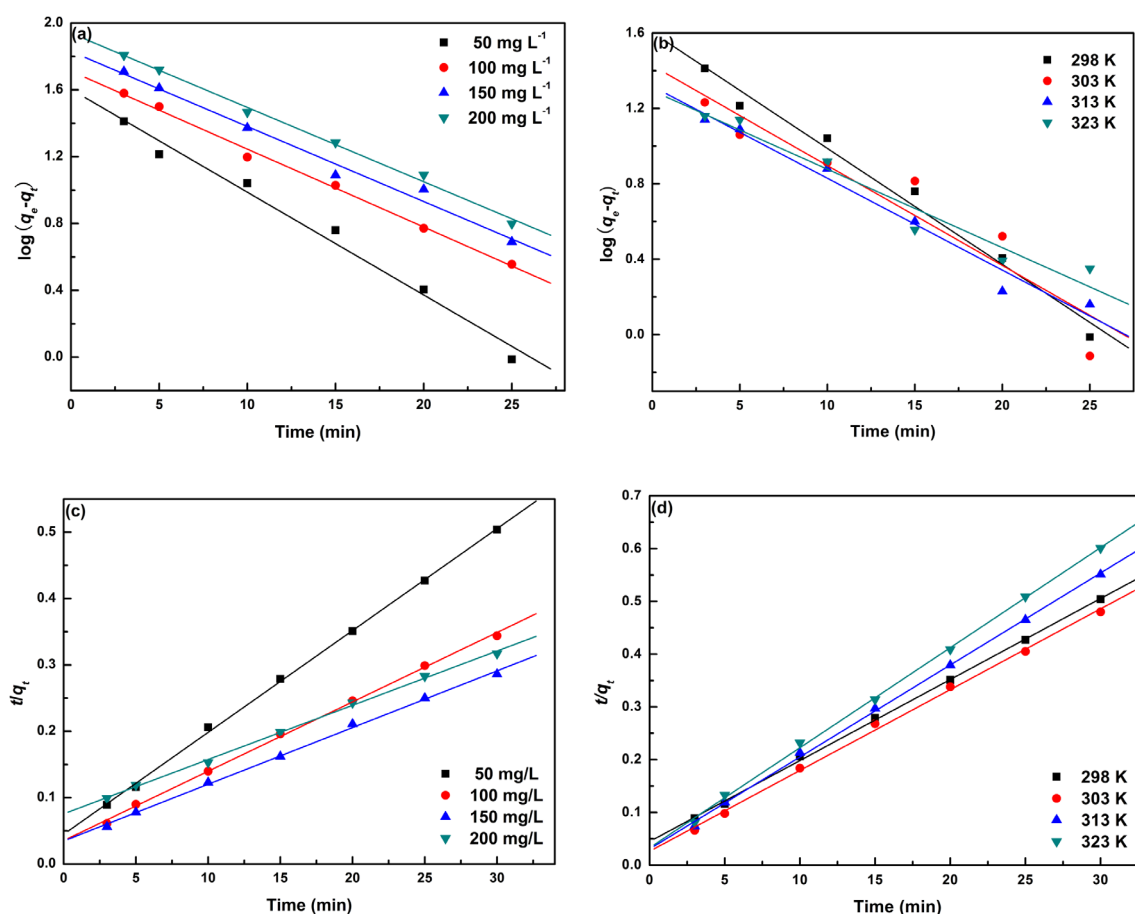 (a)
50 mg L⁻¹
100 mg L⁻¹
150 mg L⁻¹
200 mg L⁻¹
2.0
1.6
1.2
0.8
0.4
0.0
log (qe-qt)
0 5 10 15 20 25
Time (min)
(b)
298 K
303 K
313 K
323 K
1.6
1.2
0.8
0.4
0.0
log (qe-qt)
0 5 10 15 20 25
Time (min)
(c)
0.5
0.4
0.3
0.2
0.1
0.0
t/qt
50 mg/L
100 mg/L
150 mg/L
200 mg/L
0 5 10 15 20 25 30
Time (min)
(d)
0.7
0.6
0.5
0.4
0.3
0.2
0.1
0.0
t/qt
298 K
303 K
313 K
323 K
0 5 10 15 20 25 30
Time (min)